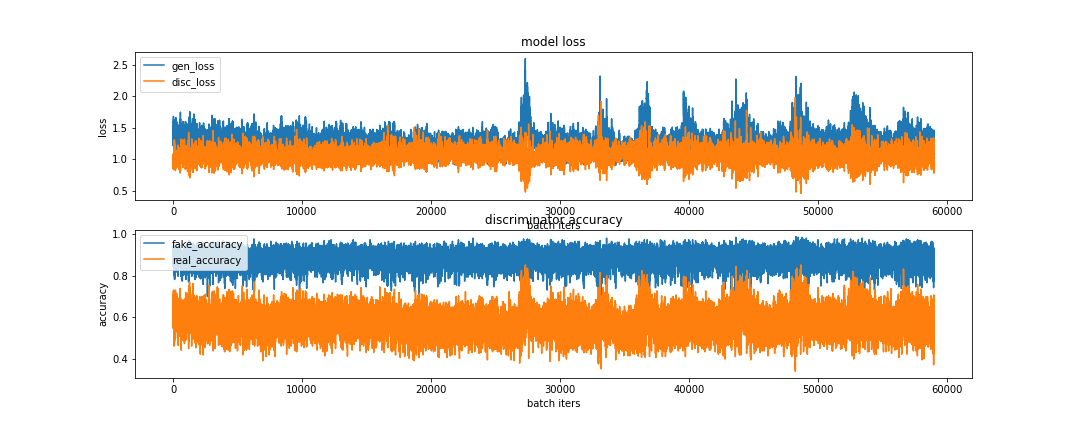 model loss
gen_loss
disc_loss
loss
2.5
2.0
1.5
1.0
0.5
0 10000 20000 30000 40000 50000 60000
batch iters
discriminator accuracy
fake_accuracy
real_accuracy
accuracy
1.0
0.8
0.6
0.4
0 10000 20000 30000 40000 50000 60000
batch iters